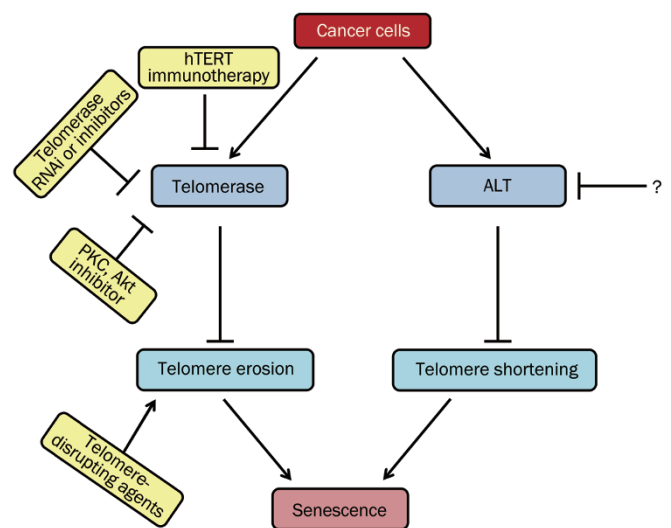 Cancer cells
hTERT
immunotherapy
Telomerase
RNAi or inhibitors
Telomerase
ALT
?
PKC, Akt
inhibitor
Telomere erosion
Telomere shortening
Telomere-
disrupting agents
Senescence